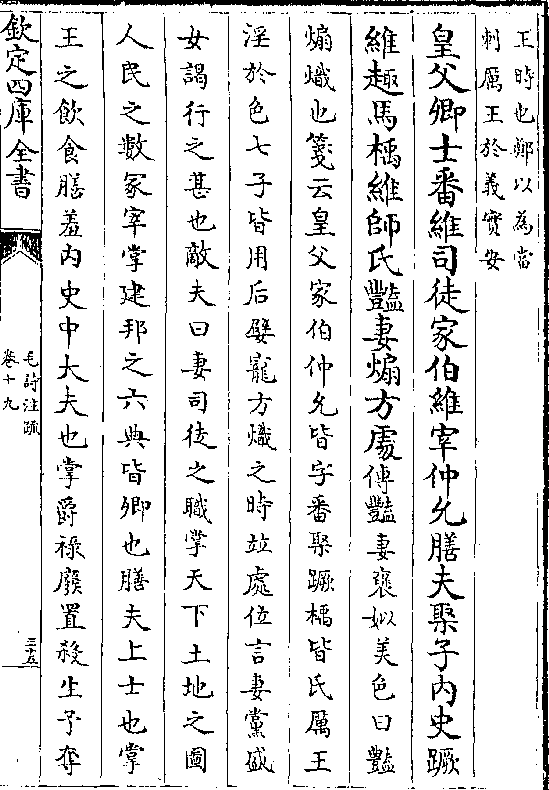 王時也鄭以為當
刺厲王於義實安
皇父卿士番維司徒家伯維宰仲允膳夫棸子內史蹶
維趣馬楀維師氏豔妻煽方處傳豔妻褒姒美色曰豔
煽熾也箋云皇父家伯仲允皆字番棸蹶楀皆氏厲王
淫於色七子皆用后嬖寵方熾之時並處位言妻黨盛
女謁行之甚也敵夫曰妻司徒之職掌天下土地之圖
人民之數冢宰掌建邦之六典皆卿也膳夫上士也掌
王之飲食膳羞內史中大夫也掌爵祿廢置殺生予奪
欽定四庫全書
毛詩注疏
卷十九
三十五